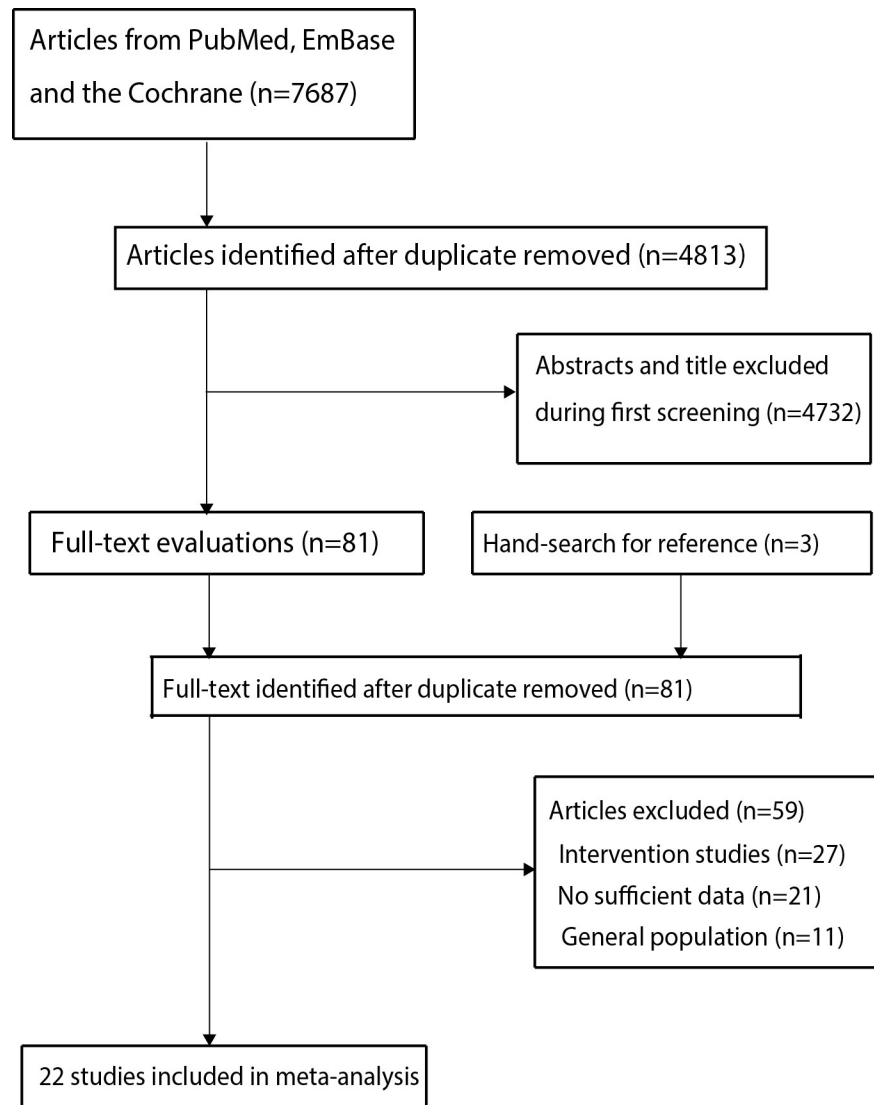 Articles from PubMed, EmBase
and the Cochrane (n=7687)
Articles identified after duplicate removed (n=4813)
Abstracts and title excluded
during first screening (n=4732)
Full-text evaluations (n=81)
Hand-search for reference (n=3)
Full-text identified after duplicate removed (n=81)
Articles excluded (n=59)
Intervention studies (n=27)
No sufficient data (n=21)
General population (n=11)
22 studies included in meta-analysis